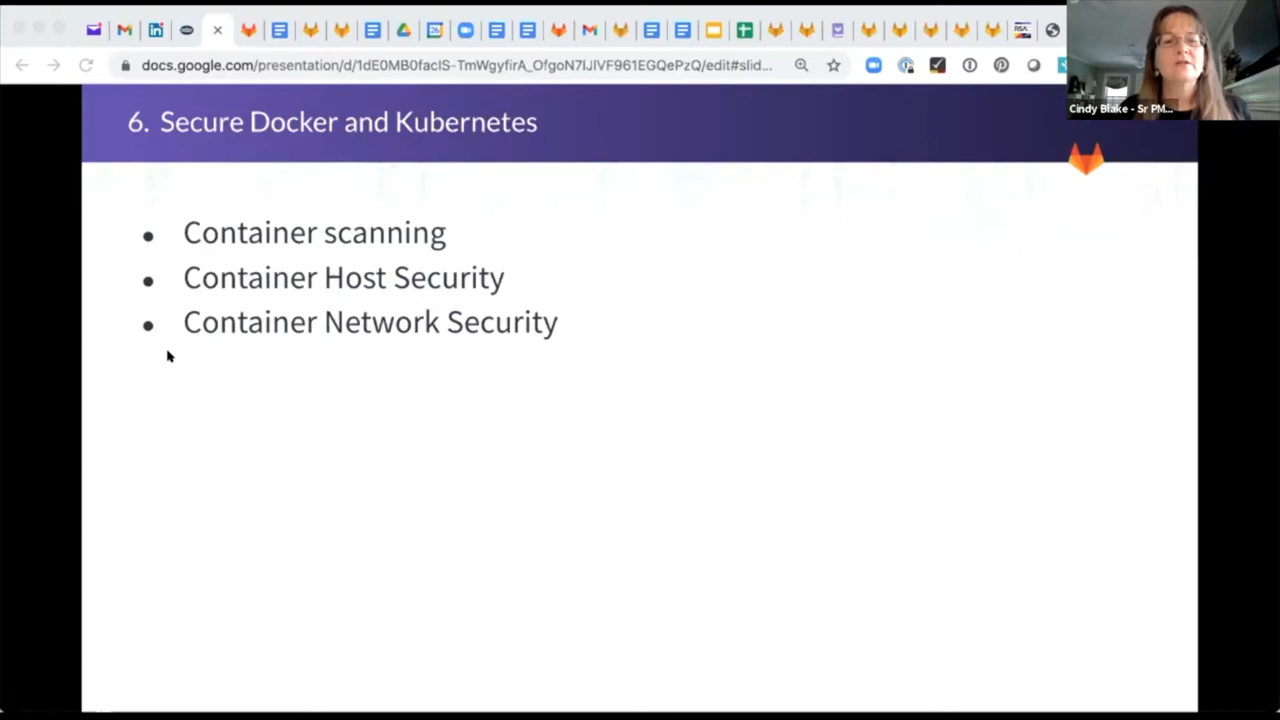 docs.google.com/presentation/d/1dE0MB0facIS-TmWgyfirA_OfgoN7IJIVF961EGQePzQ/edit#slid...
Cindy Blake - Sr PM...
6. Secure Docker and Kubernetes
● Container scanning
● Container Host Security
● Container Network Security